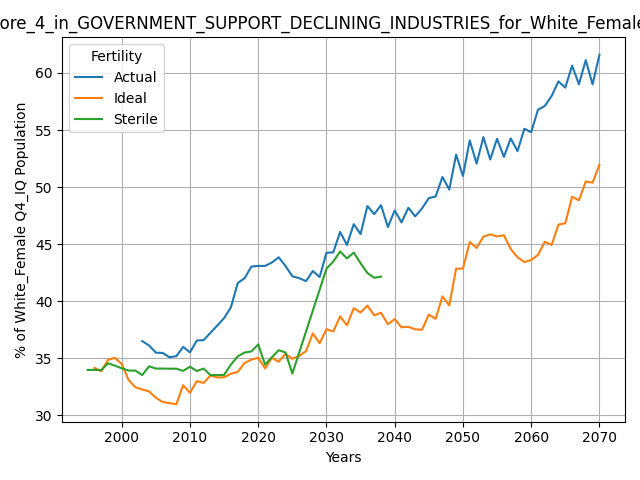 ore_4_in_GOVERNMENT_SUPPORT_DECLINING_INDUSTRIES_for_White_Female
Fertility
Actual
Ideal
Sterile
% of White_Female Q4_IQ Population
60
55
50
45
40
35
30
2000 2010 2020 2030 2040 2050 2060 2070
Years